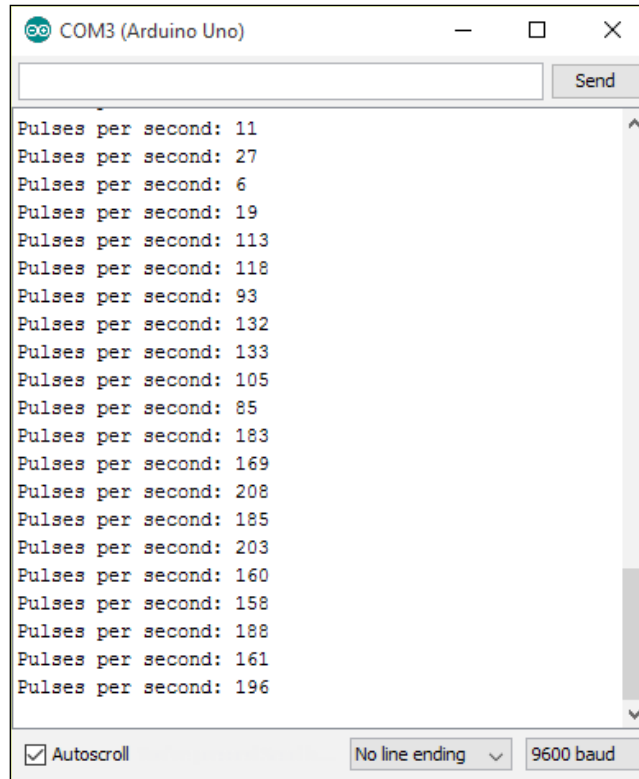 COM3 (Arduino Uno)
Send
Pulses per second: 11
Pulses per second: 27
Pulses per second: 6
Pulses per second: 19
Pulses per second: 113
Pulses per second: 118
Pulses per second: 93
Pulses per second: 132
Pulses per second: 133
Pulses per second: 105
Pulses per second: 85
Pulses per second: 183
Pulses per second: 169
Pulses per second: 208
Pulses per second: 185
Pulses per second: 203
Pulses per second: 160
Pulses per second: 158
Pulses per second: 188
Pulses per second: 161
Pulses per second: 196
Autoscroll No line ending 9600 baud